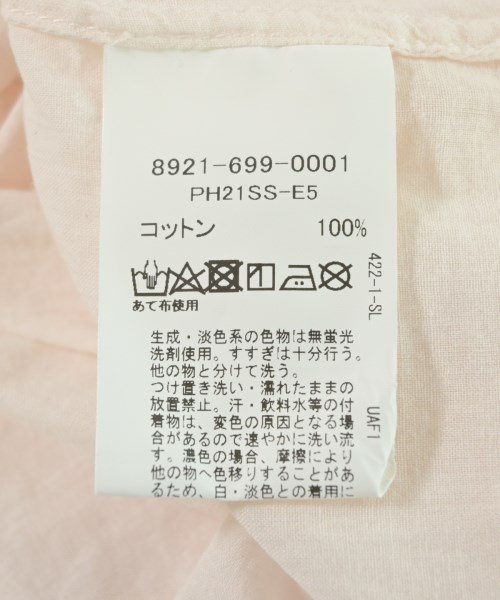 8921-699-0001
PH21SS-E5
コットン 100%
あて布使用
生成・淡色系の色物は無蛍光
洗剤使用。すすぎは十分行う。
他の物と分けて洗う。
つけ置き洗い・濡れたままの
放置禁止。汗・飲料水等の付
着物は、変色の原因となる場
合があるので速やかに洗い流
す。濃色の場合、摩擦により
他の物へ色移りすることがあ
るため、白・淡色との着用に
422-1-SL
UAF1